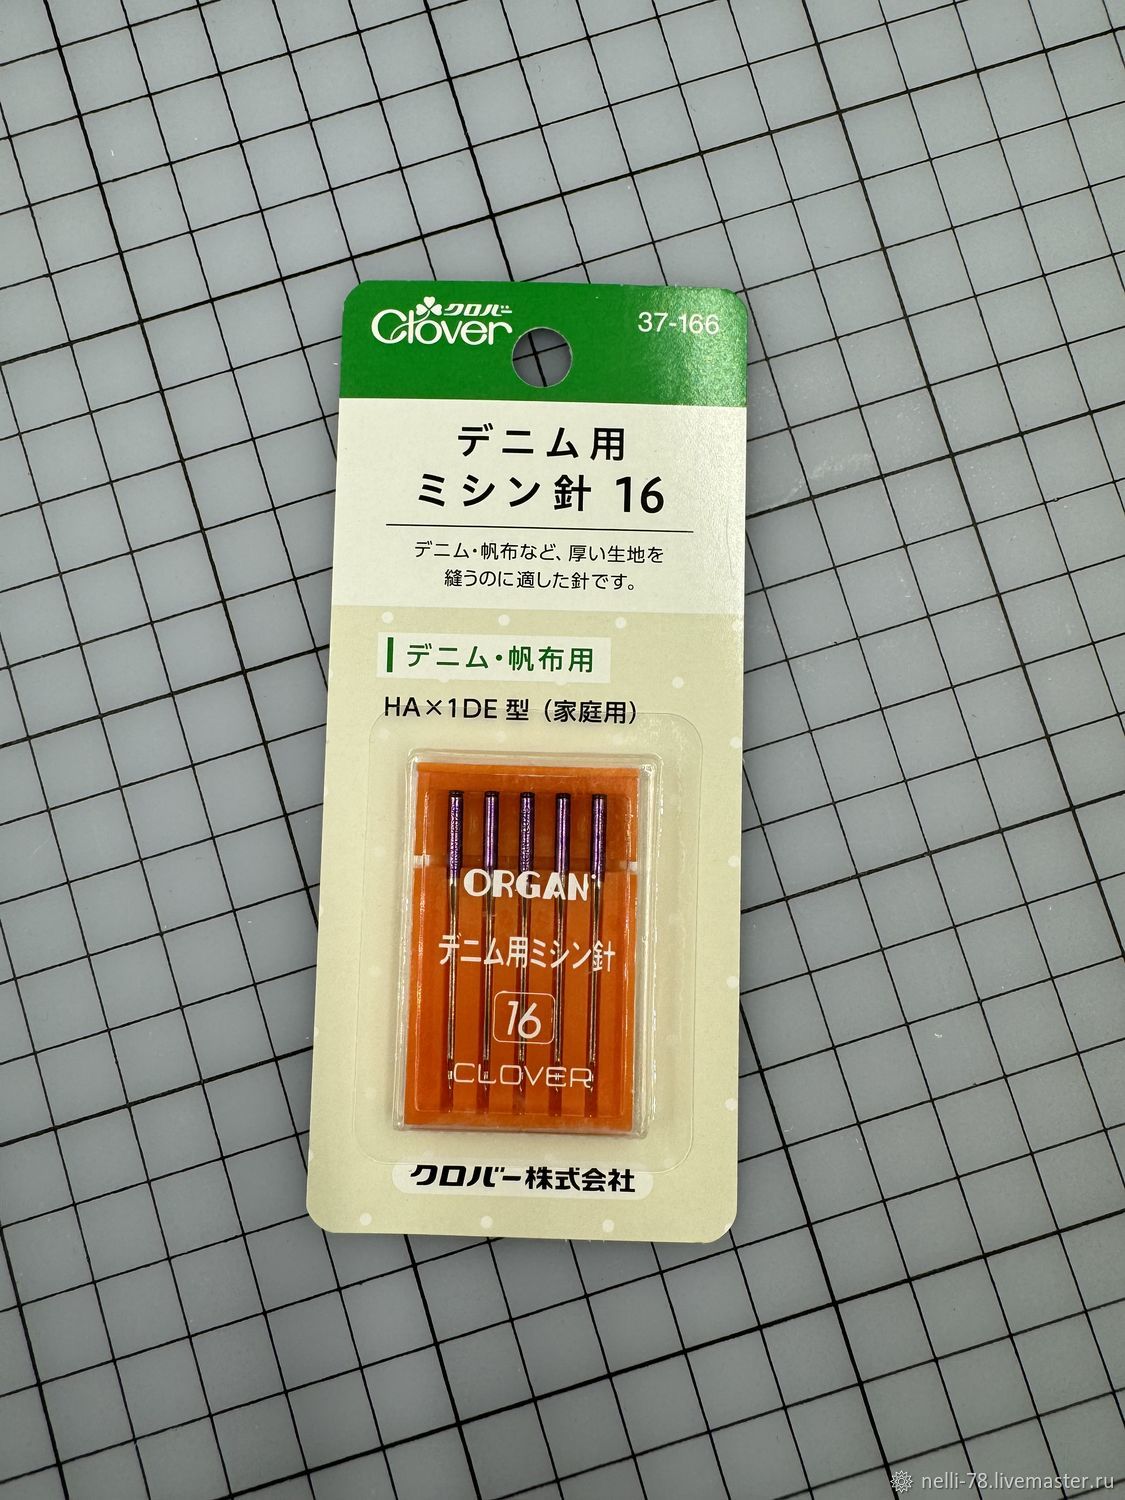 クロバー
Clover
37-166
デニム用
ミシン針 16
デニム・帆布など、厚い生地を
縫うのに適した針です。
デニム・帆布用
HA×1DE 型（家庭用）
ORGAN
デニム用ミシン針
16
CLOVER
クロバー株式会社
nelli-78.livemaster.ru